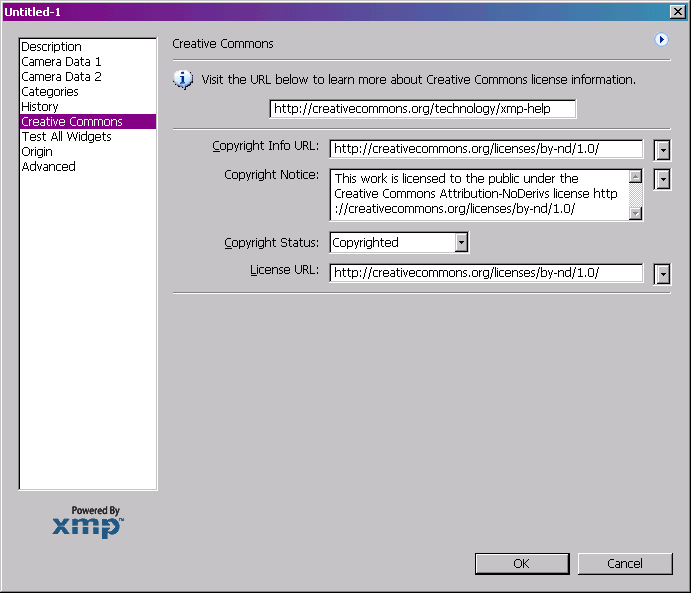 Untitled-1
Description
Camera Data 1
Camera Data 2
Categories
History
Creative Commons
Test All Widgets
Origin
Advanced
Powered By
xmp™
Creative Commons
Visit the URL below to learn more about Creative Commons license information.
http://creativecommons.org/technology/xmp-help
Copyright Info URL: http://creativecommons.org/licenses/by-nd/1.0/
Copyright Notice: This work is licensed to the public under the
Creative Commons Attribution-NoDerivs license http
://creativecommons.org/licenses/by-nd/1.0/
Copyright Status: Copyrighted
License URL: http://creativecommons.org/licenses/by-nd/1.0/
OK Cancel